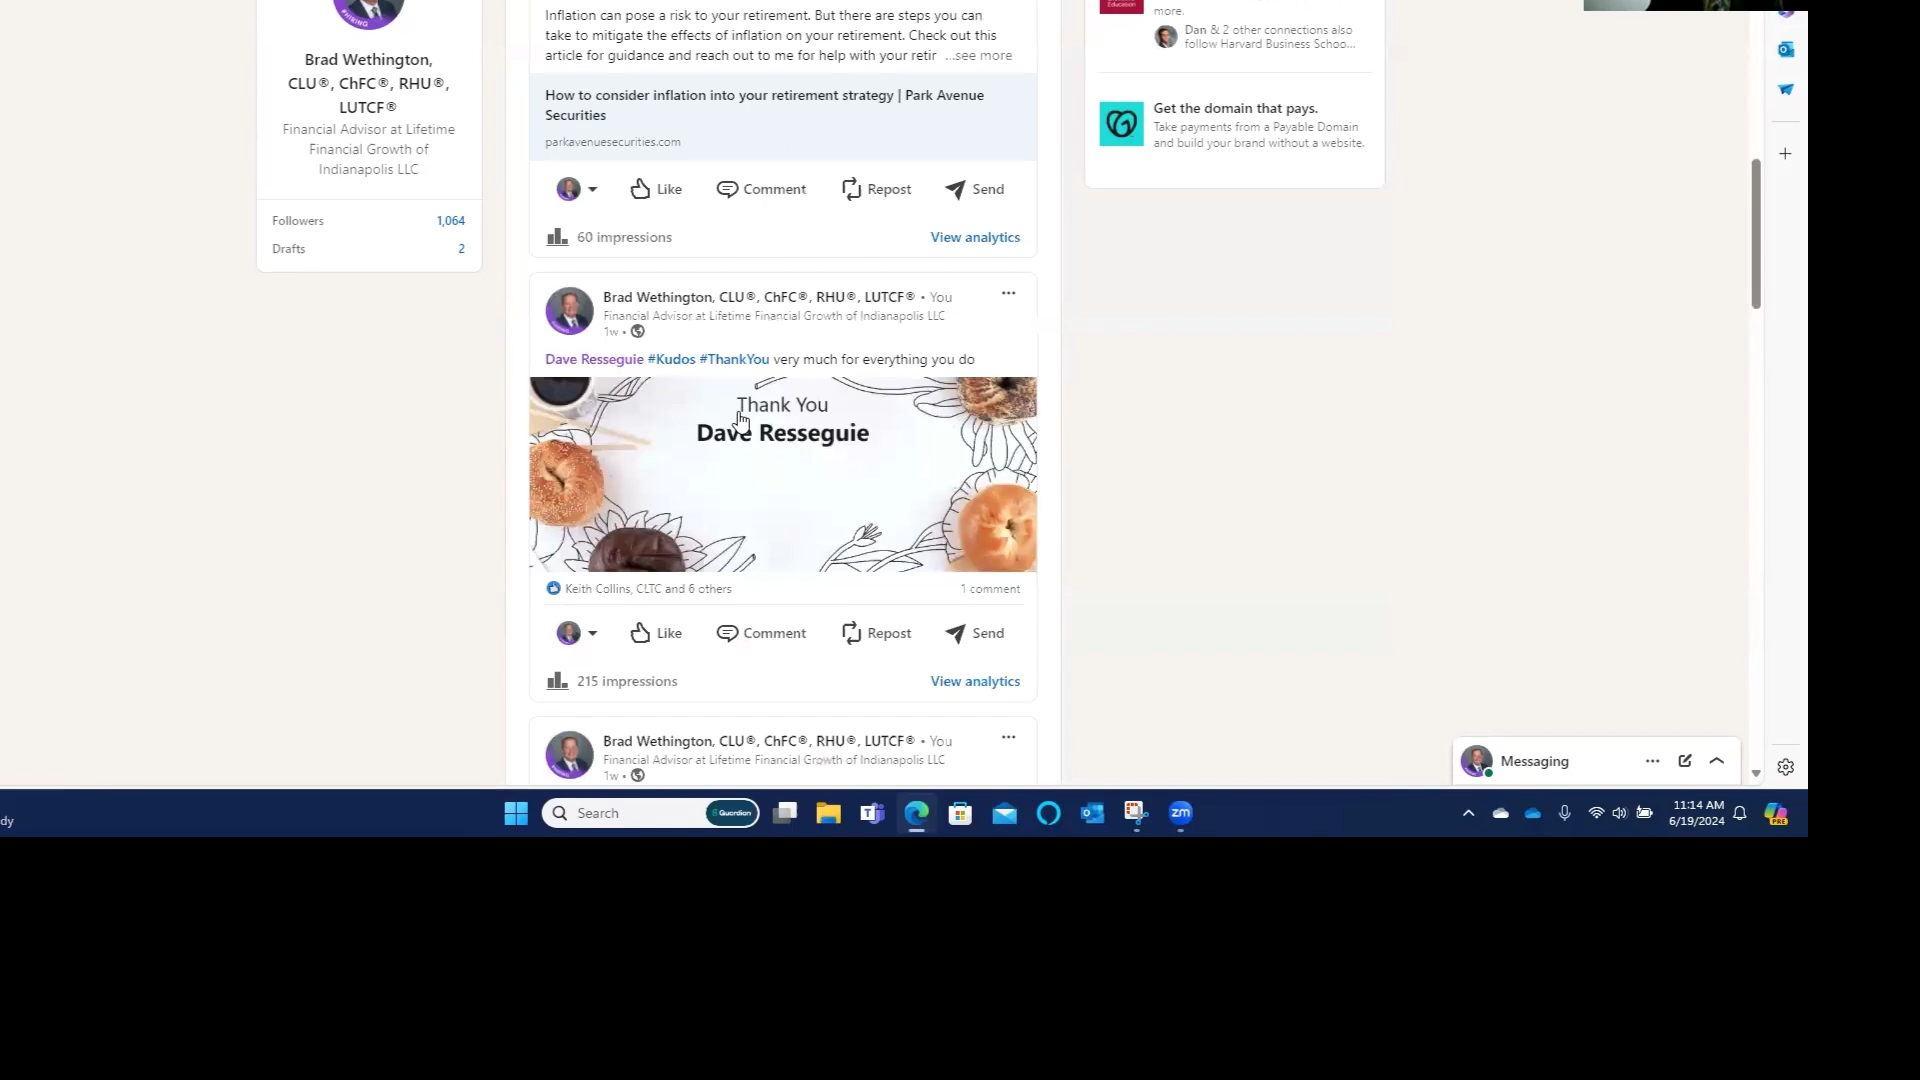 #HIRING
Brad Wethington,
CLU®, ChFC®, RHU®,
LUTCF®
Financial Advisor at Lifetime
Financial Growth of
Indianapolis LLC
Followers 1,064
Drafts 2
Inflation can pose a risk to your retirement. But there are steps you can
take to mitigate the effects of inflation on your retirement. Check out this
article for guidance and reach out to me for help with your retir ...see more
How to consider inflation into your retirement strategy | Park Avenue
Securities
parkavenuesecurities.com
Like Comment Repost Send
60 impressions View analytics
Brad Wethington, CLU®, ChFC®, RHU®, LUTCF® • You
Financial Advisor at Lifetime Financial Growth of Indianapolis LLC
1w •
Dave Resseguie #Kudos #ThankYou very much for everything you do
Thank You
Dave Resseguie
Keith Collins, CLTC and 6 others 1 comment
Like Comment Repost Send
215 impressions View analytics
Brad Wethington, CLU®, ChFC®, RHU®, LUTCF® • You
Financial Advisor at Lifetime Financial Growth of Indianapolis LLC
1w •
Education
more.
Dan & 2 other connections also
follow Harvard Business Schoo...
Get the domain that pays.
Take payments from a Payable Domain
and build your brand without a website.
Messaging
dy
Search
Guardian
zm
11:14 AM
6/19/2024
PRE